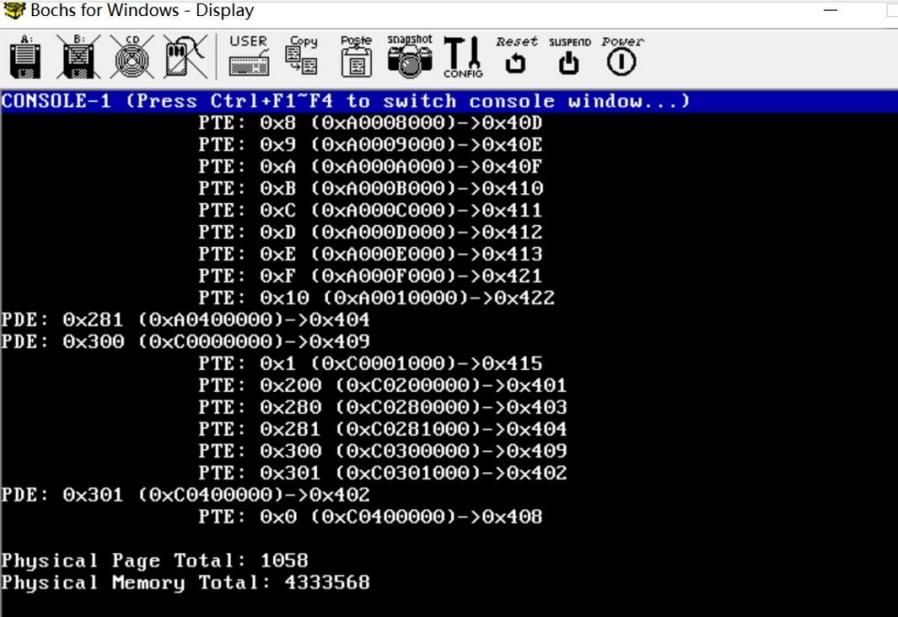 Bochs for Windows - Display
A: B: CD USER Copy Paste snapshot CONFIG Reset SUSPEND Power
CONSOLE-1 (Press Ctrl+F1~F4 to switch console window...)
PTE: 0x8 (0xA0008000)->0x40D
PTE: 0x9 (0xA0009000)->0x40E
PTE: 0xA (0xA000A000)->0x40F
PTE: 0xB (0xA000B000)->0x410
PTE: 0xC (0xA000C000)->0x411
PTE: 0xD (0xA000D000)->0x412
PTE: 0xE (0xA000E000)->0x413
PTE: 0xF (0xA000F000)->0x421
PTE: 0x10 (0xA0010000)->0x422
PDE: 0x281 (0xA0400000)->0x404
PDE: 0x300 (0xC0000000)->0x409
PTE: 0x1 (0xC0001000)->0x415
PTE: 0x200 (0xC0200000)->0x401
PTE: 0x280 (0xC0280000)->0x403
PTE: 0x281 (0xC0281000)->0x404
PTE: 0x300 (0xC0300000)->0x409
PTE: 0x301 (0xC0301000)->0x402
PDE: 0x301 (0xC0400000)->0x402
PTE: 0x0 (0xC0400000)->0x408
Physical Page Total: 1058
Physical Memory Total: 4333568